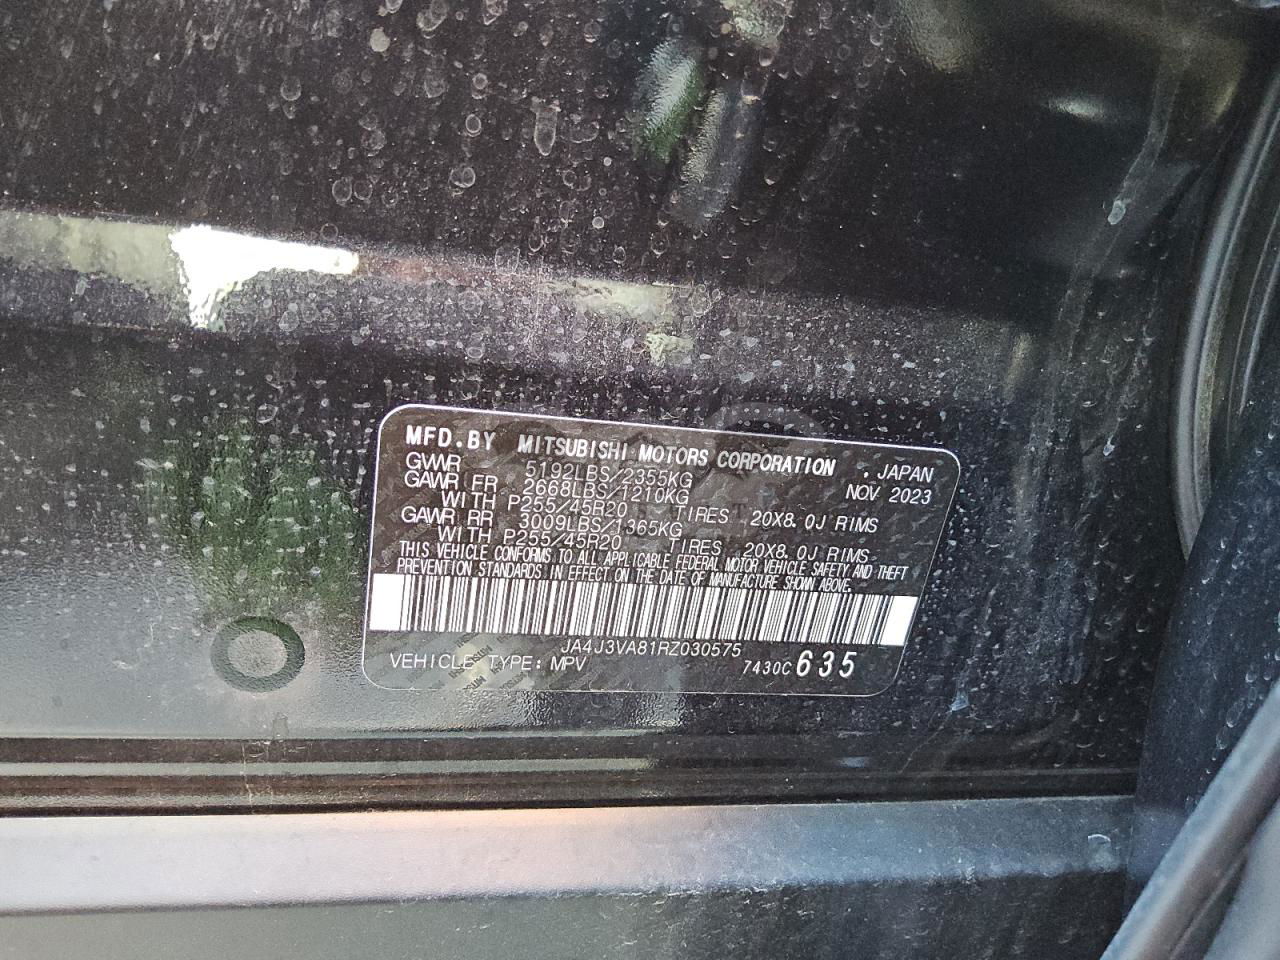 MFD.BY MITSUBISHI MOTORS CORPORATION . JAPAN
GVWR 5192LBS/2355KG NOV 2023
GAWR FR 2668LBS/1210KG
WITH P255/45R20 TIRES 20X8.0J RIMS
GAWR RR 3009LBS/1365KG
WITH P255/45R20 TIRES 20X8.0J RIMS
THIS VEHICLE CONFORMS TO ALL APPLICABLE FEDERAL MOTOR VEHICLE SAFETY AND THEFT
PREVENTION STANDARDS IN EFFECT ON THE DATE OF MANUFACTURE SHOWN ABOVE.
JA4J3VA81RZ030575
VEHICLE TYPE: MPV 7430C 635